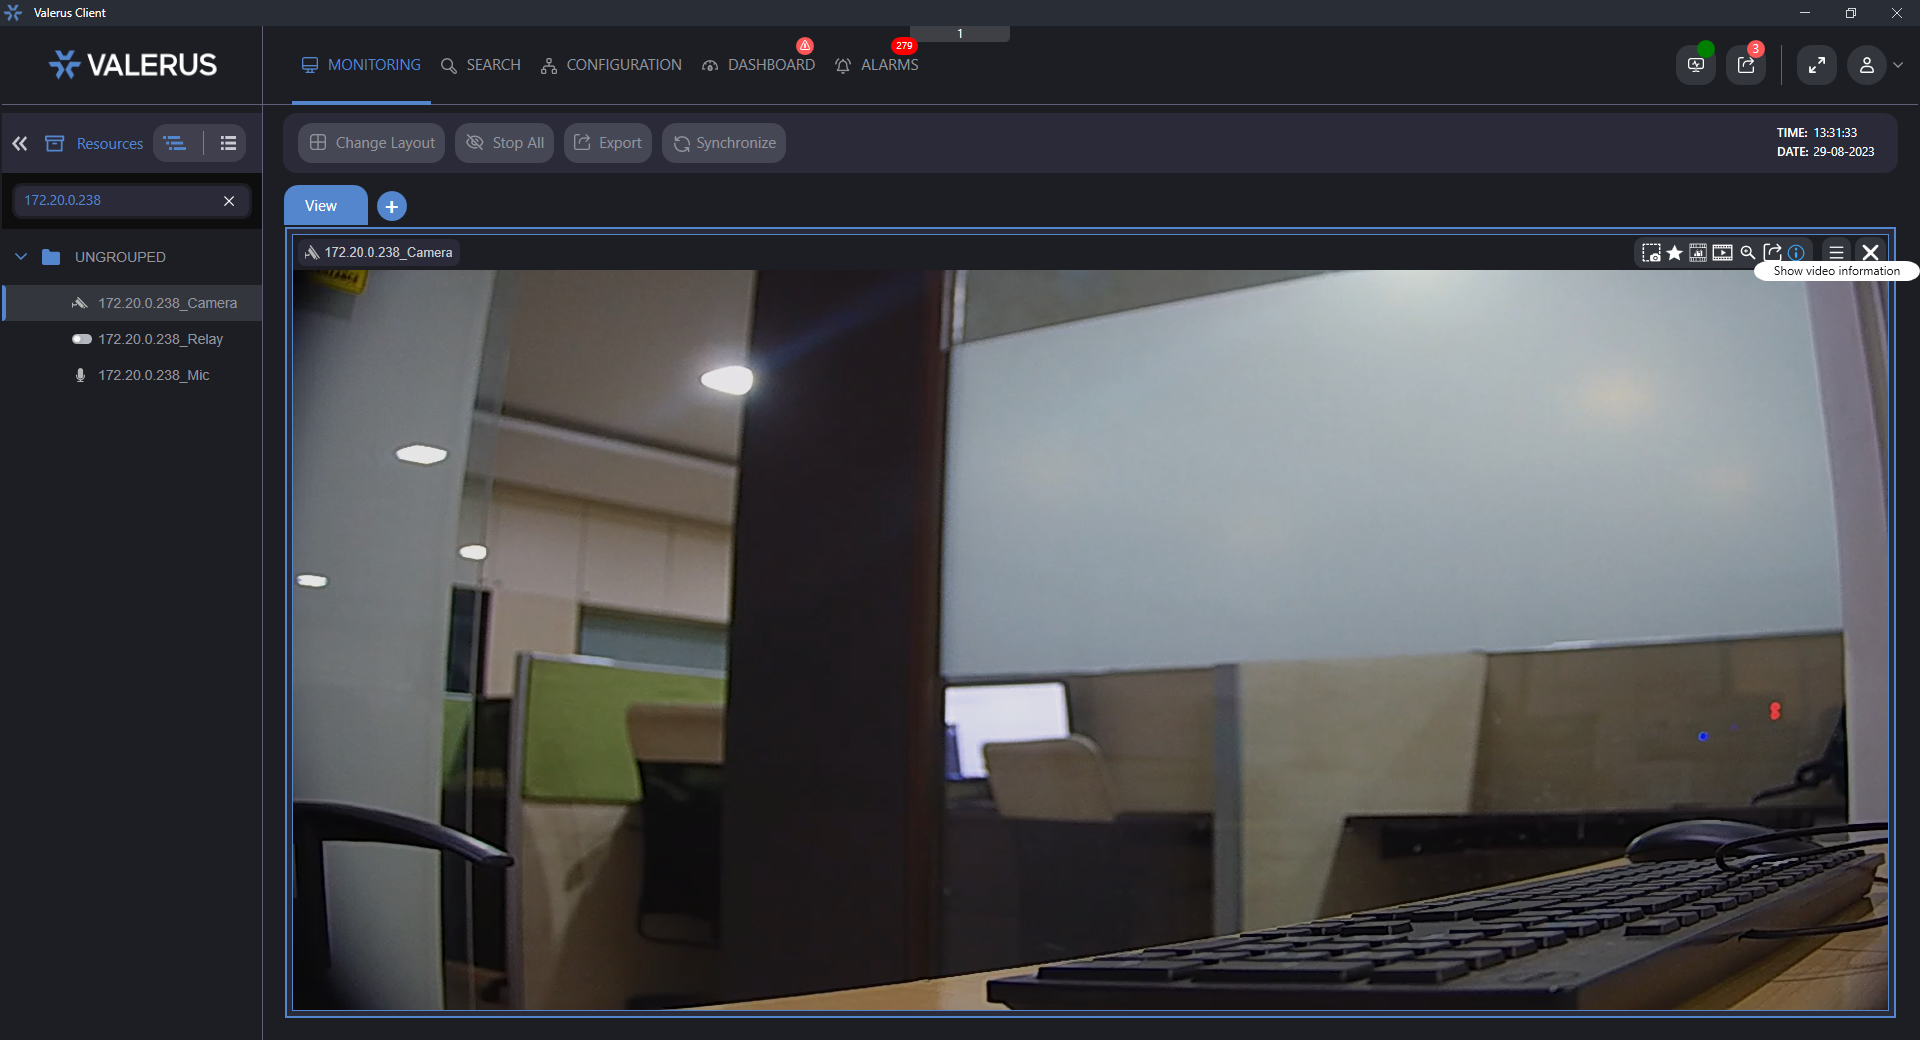 Valerus Client
1
VALERUS
MONITORING
SEARCH
CONFIGURATION
DASHBOARD
279
ALARMS
3
Resources
Change Layout
Stop All
Export
Synchronize
TIME: 13:31:33
DATE: 29-08-2023
172.20.0.238
View
UNGROUPED
172.20.0.238_Camera
Show video information
172.20.0.238_Camera
172.20.0.238_Relay
172.20.0.238_Mic